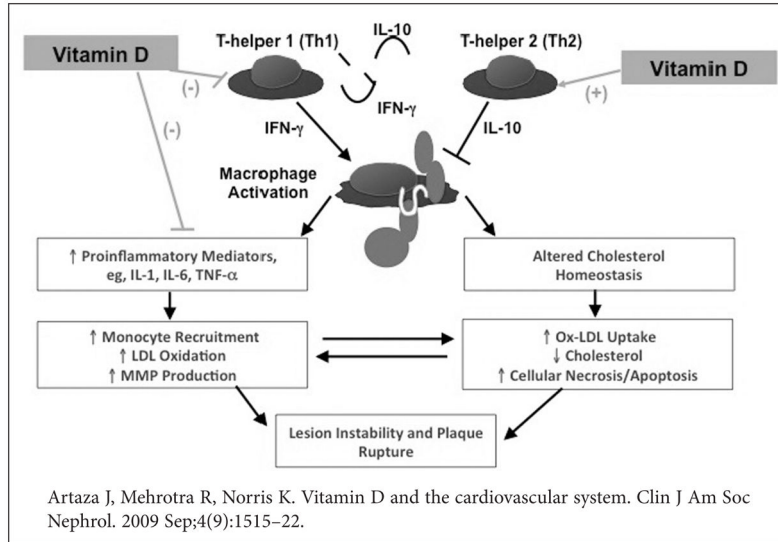 Vitamin D
T-helper 1 (Th1)
IL-10
T-helper 2 (Th2)
Vitamin D
(-)
(-)
IFN-γ
IFN-γ
(+)
IL-10
Macrophage
Activation
↑ Proinflammatory Mediators,
eg, IL-1, IL-6, TNF-α
Altered Cholesterol
Homeostasis
↑ Monocyte Recruitment
↑ LDL Oxidation
↑ MMP Production
↑ Ox-LDL Uptake
↓ Cholesterol
↑ Cellular Necrosis/Apoptosis
Lesion Instability and Plaque
Rupture
Artaza J, Mehrotra R, Norris K. Vitamin D and the cardiovascular system. Clin J Am Soc
Nephrol. 2009 Sep;4(9):1515–22.